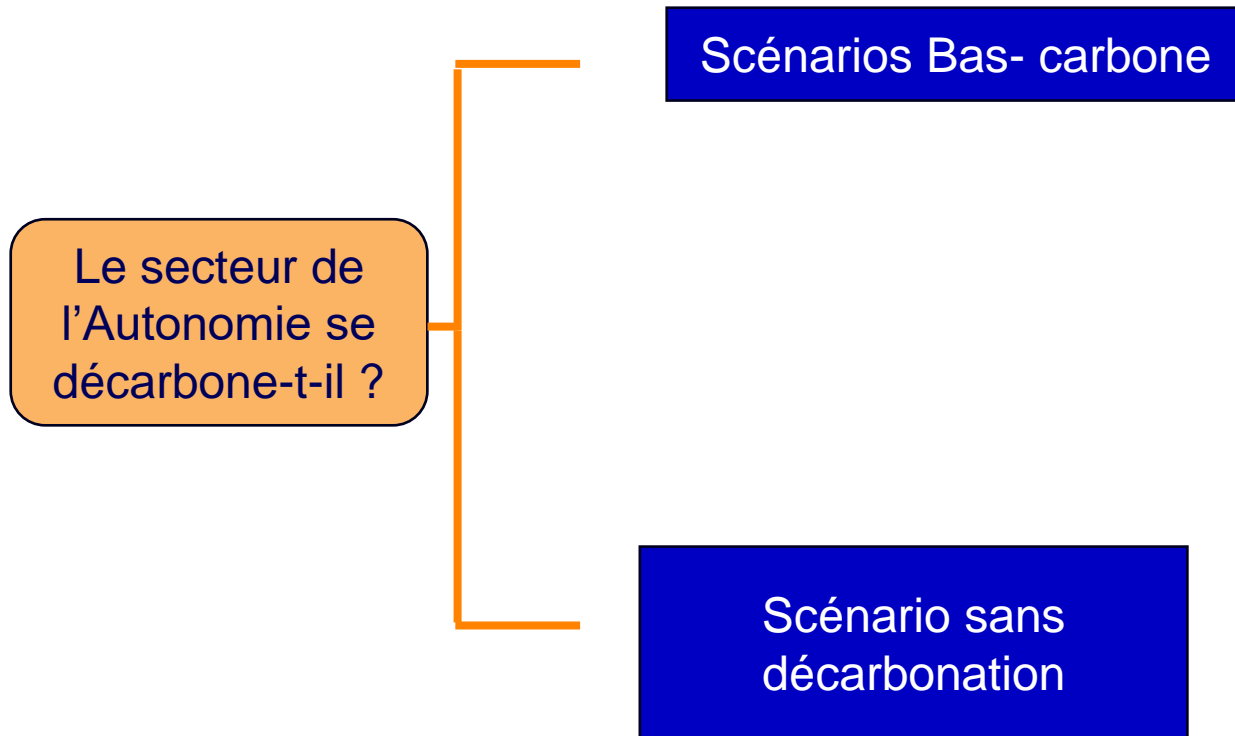 Scénarios Bas- carbone
Le secteur de
l’Autonomie se
décarbone-t-il ?
Scénario sans
décarbonation